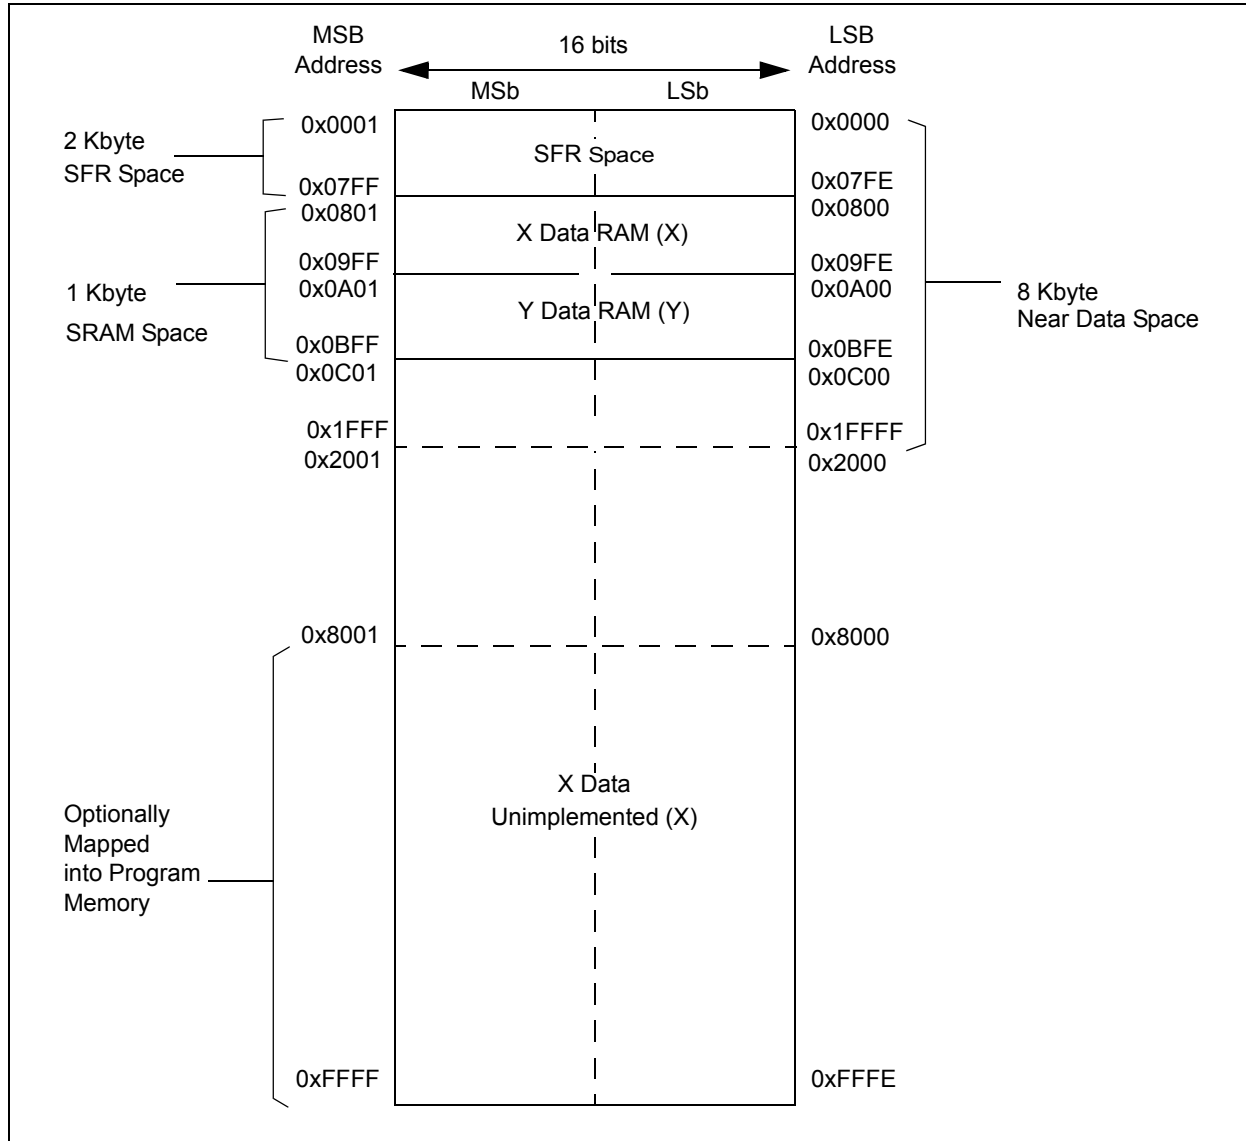 MSB
Address
16 bits
LSB
Address
MSb
LSb
2 Kbyte
SFR Space
0x0001
0x0000
SFR Space
0x07FF
0x07FE
0x0801
0x0800
X Data RAM (X)
0x09FF
0x09FE
1 Kbyte
SRAM Space
0x0A01
0x0A00
8 Kbyte
Near Data Space
Y Data RAM (Y)
0x0BFF
0x0BFE
0x0C01
0x0C00
0x1FFF
0x1FFFF
0x2001
0x2000
0x8001
0x8000
X Data
Unimplemented (X)
Optionally
Mapped
into Program
Memory
0xFFFF
0xFFFE